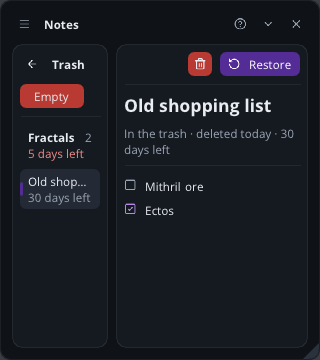 Notes
Trash
Empty
Fractals 2
5 days left
Old shop...
30 days left
Restore
Old shopping list
In the trash · deleted today · 30
days left
Mithril ore
Ectos